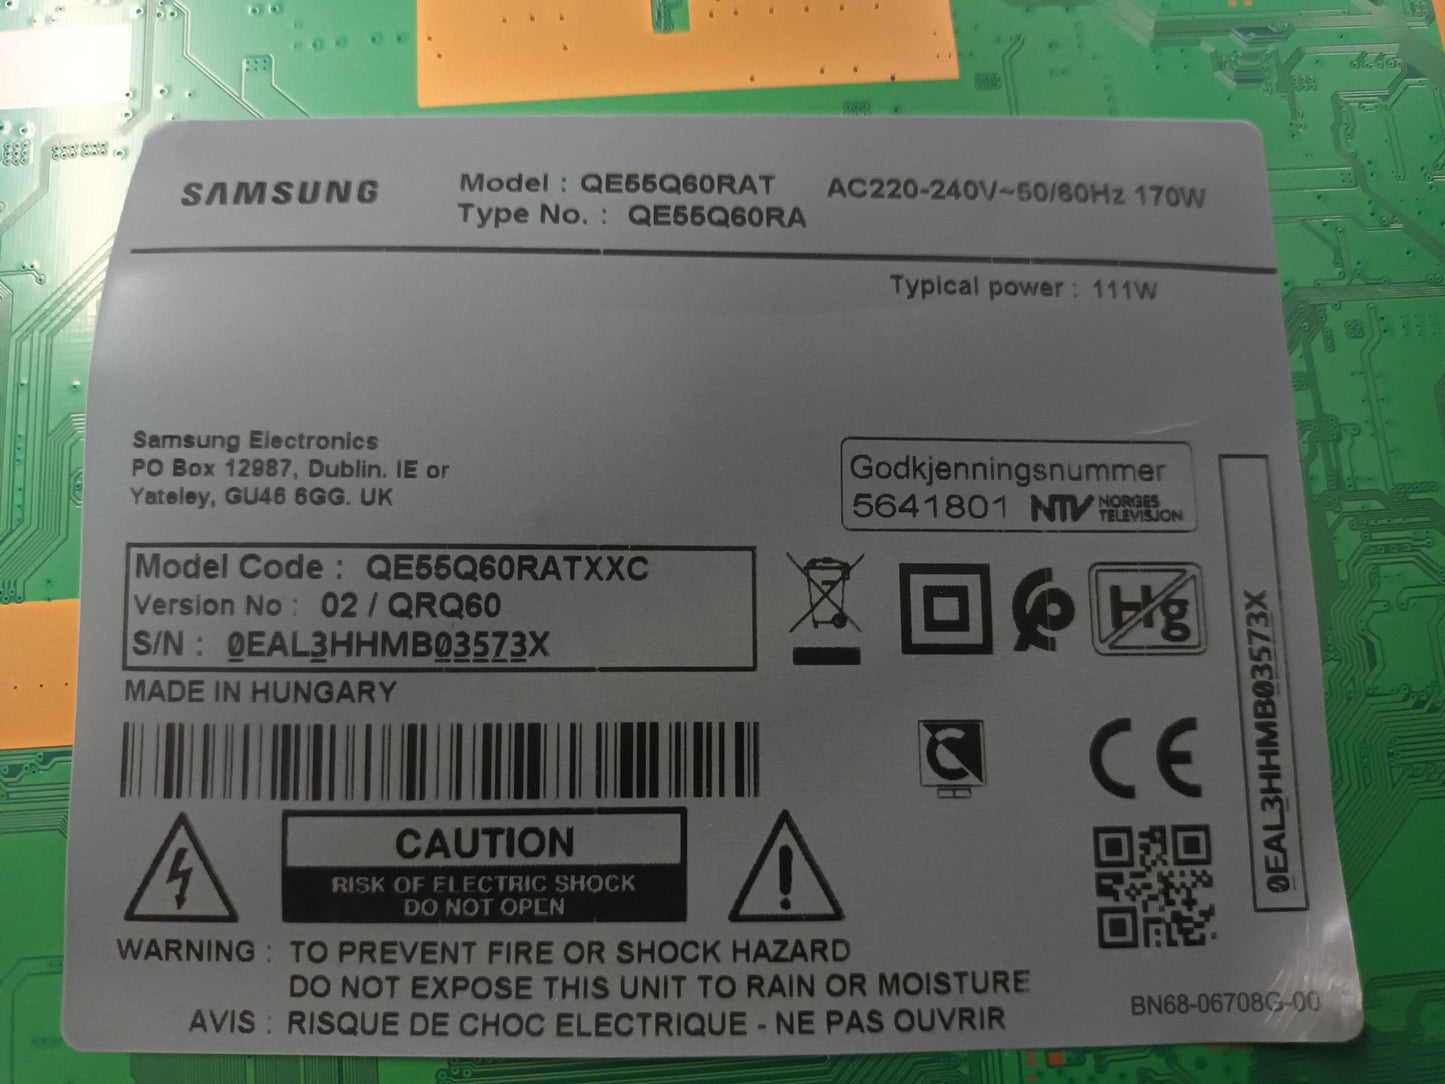 SAMSUNG
Model : QE55Q60RAT
Type No. : QE55Q60RA
AC220-240V~50/60Hz 170W
Typical power : 111W
Samsung Electronics
PO Box 12987, Dublin. IE or
Yateley, GU46 6GG. UK
Godkjenningsnummer
5641801 NTV NORGES
TELEVISJON
Model Code : QE55Q60RATXXC
Version No : 02 / QRQ60
S/N : 0EAL3HHMB03573X
MADE IN HUNGARY
Hg
CE
0EAL3HHMB03573X
CAUTION
RISK OF ELECTRIC SHOCK
DO NOT OPEN
WARNING : TO PREVENT FIRE OR SHOCK HAZARD
DO NOT EXPOSE THIS UNIT TO RAIN OR MOISTURE
AVIS : RISQUE DE CHOC ELECTRIQUE - NE PAS OUVRIR
BN68-06708G-00